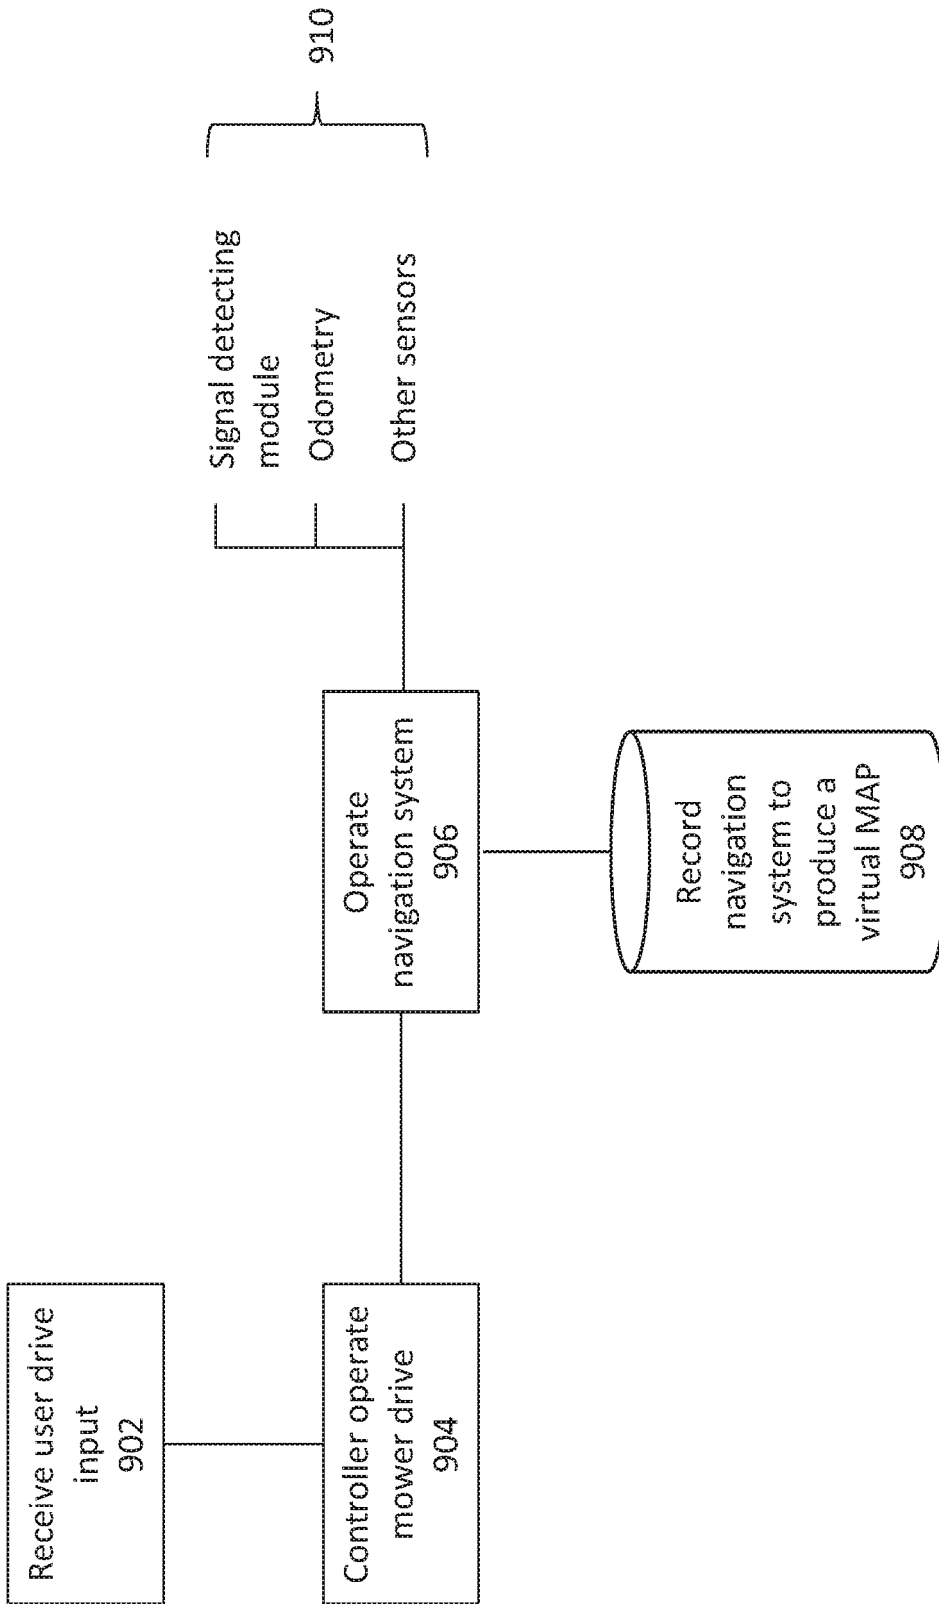 Receive user drive
input
902
Controller operate
mower drive
904
Operate
navigation system
906
Record
navigation
system to
produce a
virtual MAP
908
Signal detecting
module
Odometry
Other sensors
910